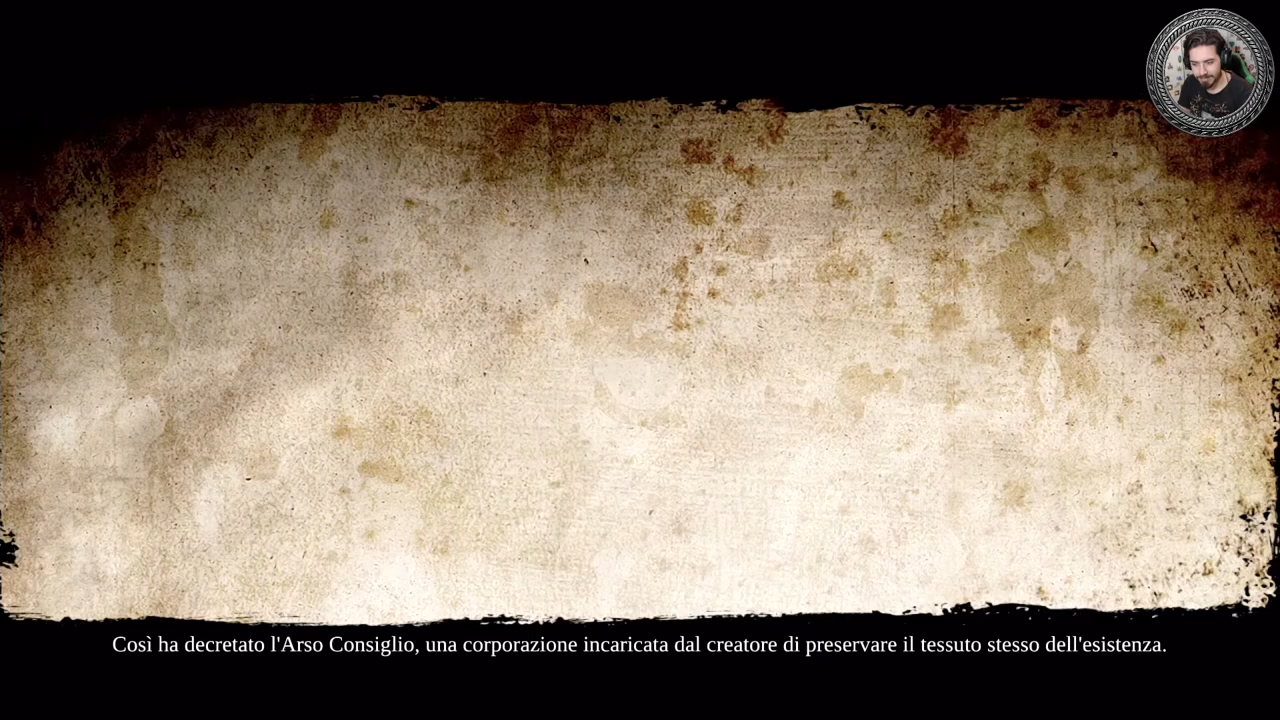 Così ha decretato l'Arso Consiglio, una corporazione incaricata dal creatore di preservare il tessuto stesso dell'esistenza.